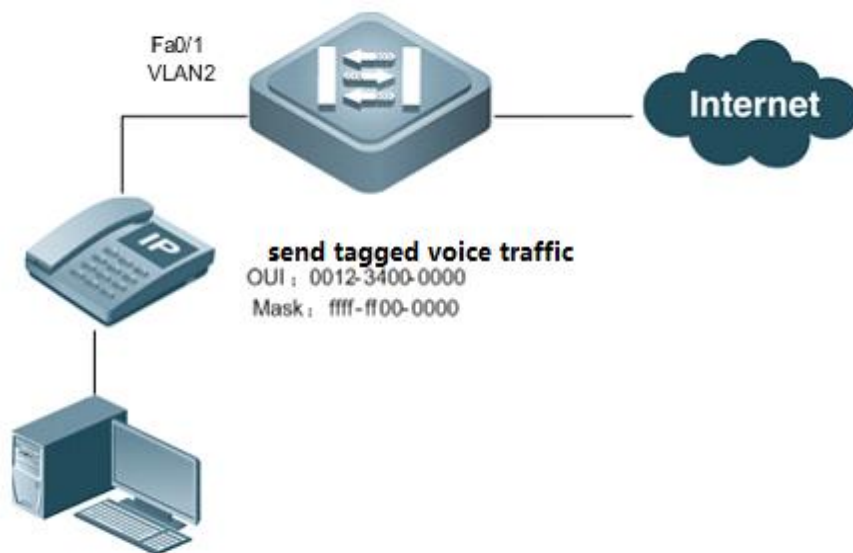 Fa0/1
VLAN2
Internet
IP
send tagged voice traffic
OUI：0012-3400-0000
Mask：ffff-ff00-0000